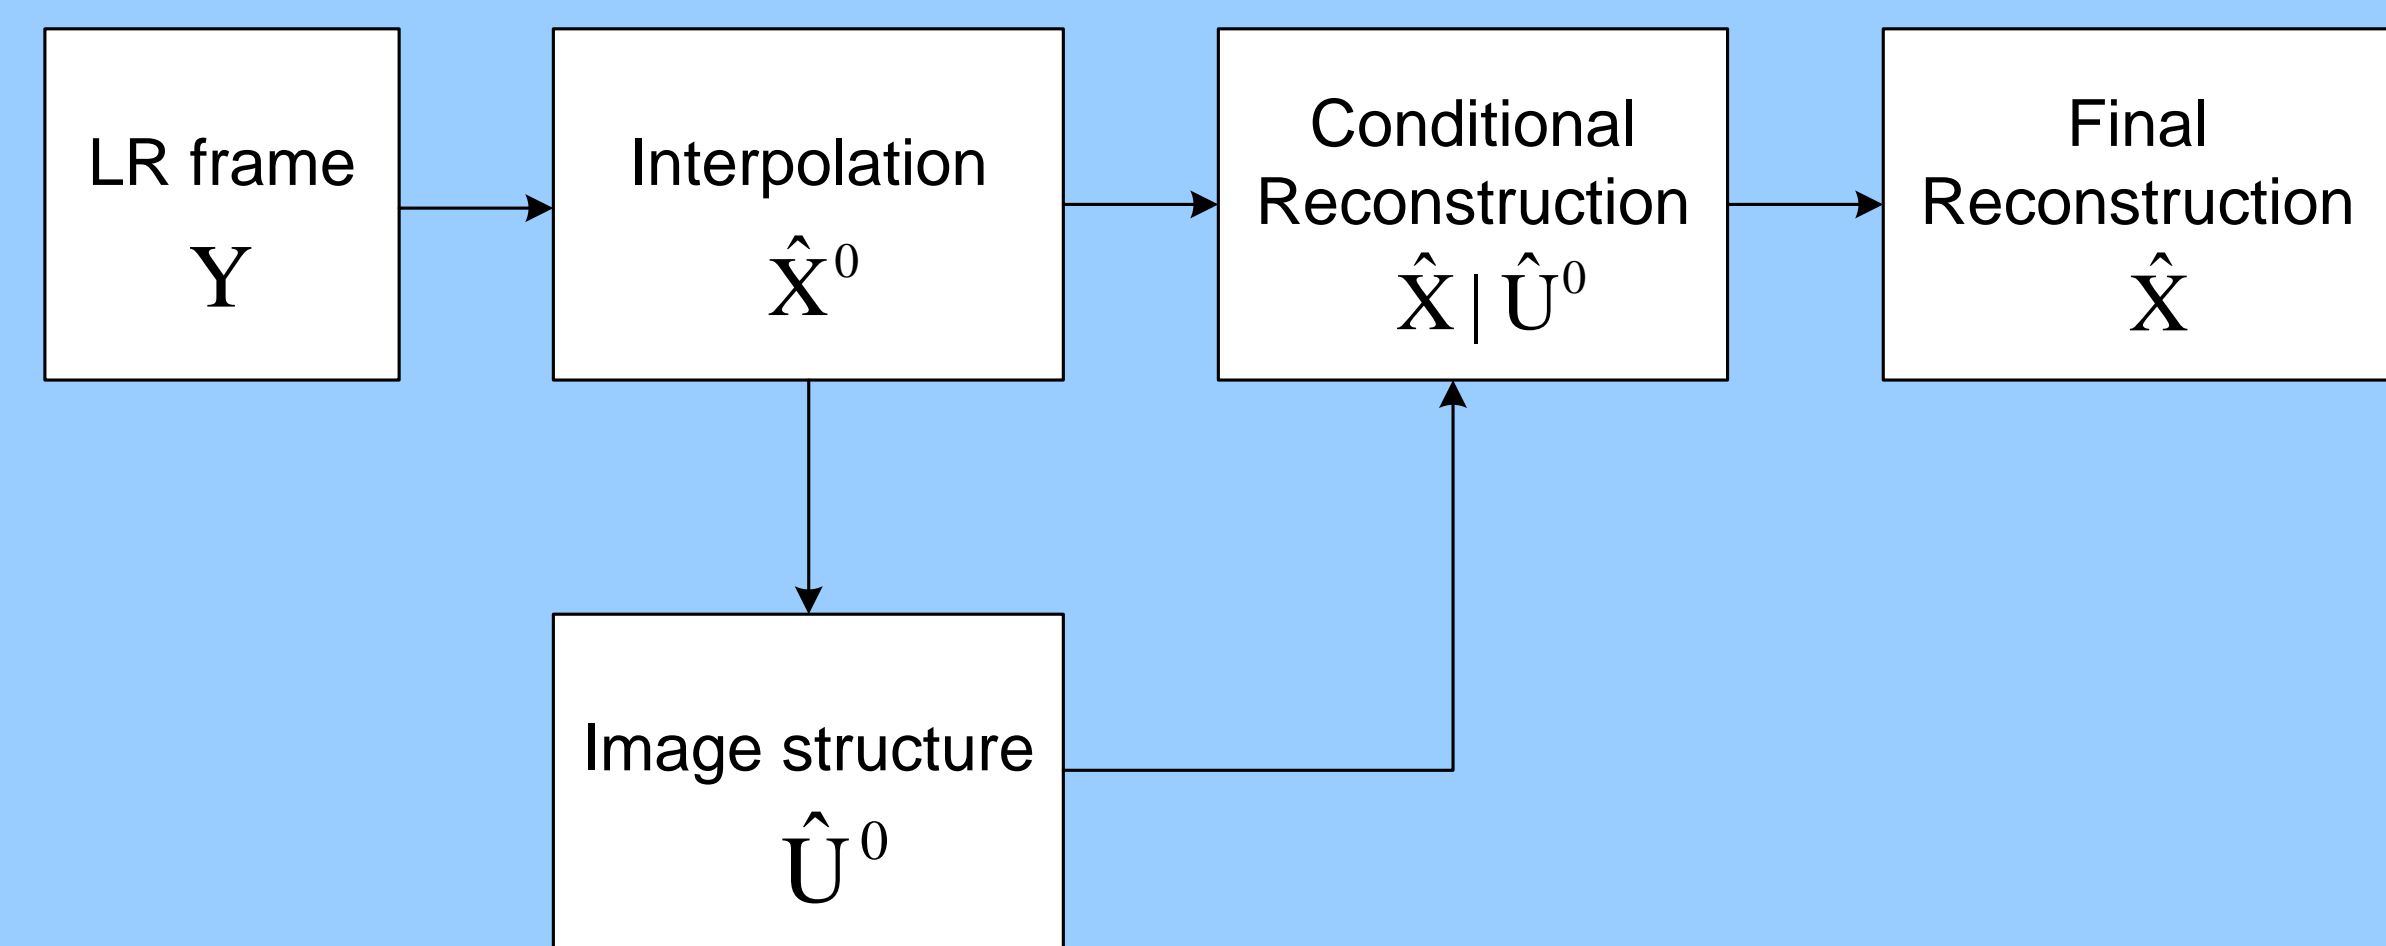 LR frame
Y
Interpolation
X̂⁰
Conditional
Reconstruction
X̂ | Û⁰
Final
Reconstruction
X̂
Image structure
Û⁰